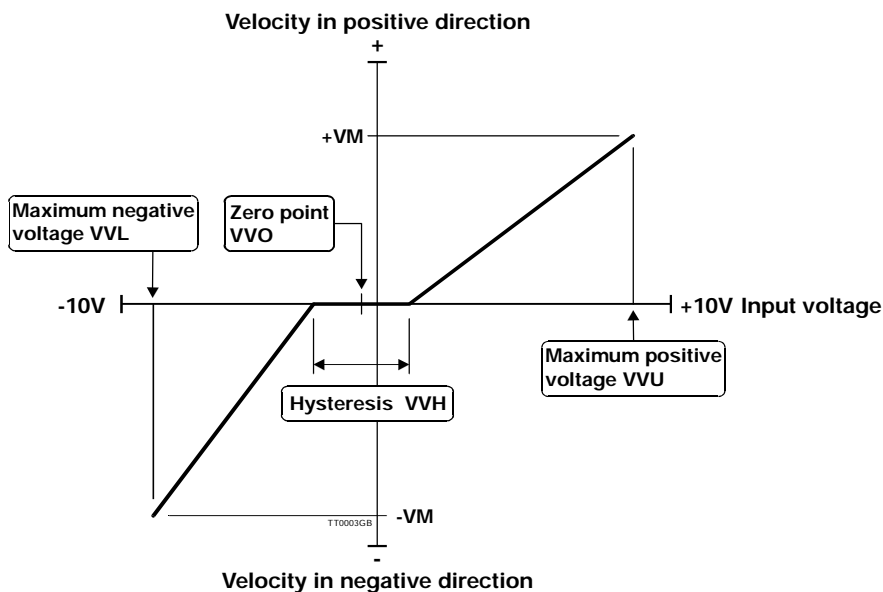 Velocity in positive direction
+
+VM
Maximum negative
voltage VVL
Zero point
VVO
-10V
+10V Input voltage
Maximum positive
voltage VVU
Hysteresis VVH
TT0003GB
-VM
-
Velocity in negative direction